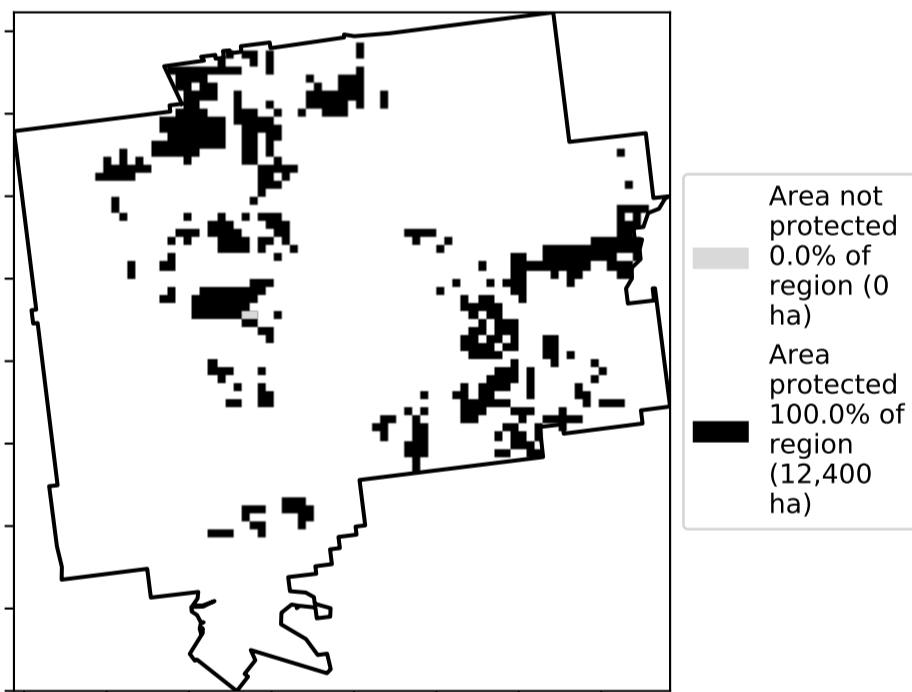 Area not
protected
0.0% of
region (0
ha)
Area
protected
100.0% of
region
(12,400
ha)